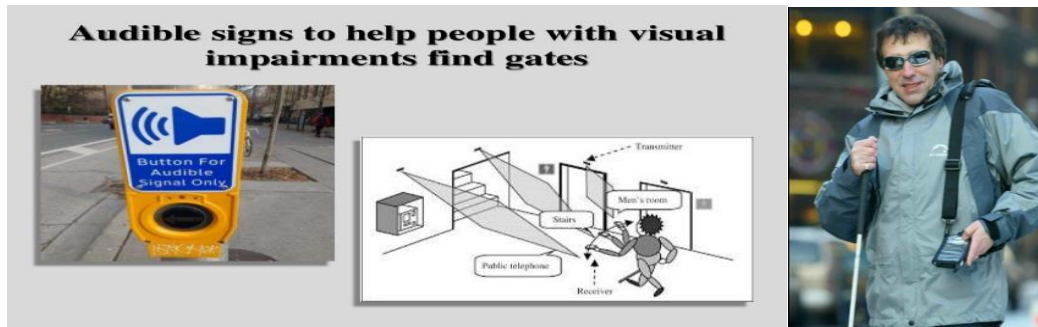 Audible signs to help people with visual
impairments find gates
Button For
Audible
Signal Only
Transmitter
Men's room
Stairs
Public telephone
Receiver